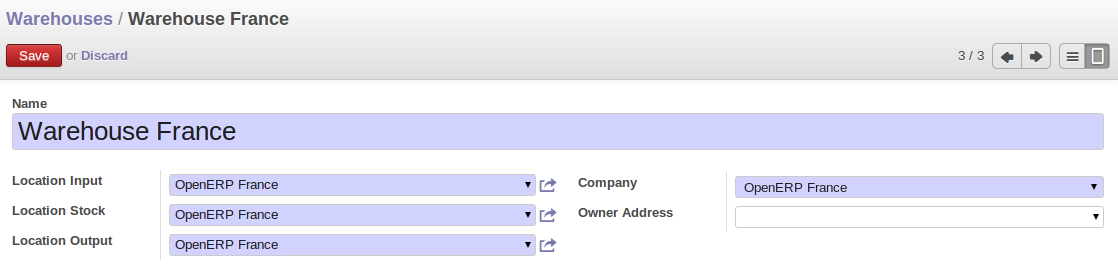 Warehouses / Warehouse France
Save or Discard
3 / 3
Name
Warehouse France
Location Input OpenERP France
Location Stock OpenERP France
Location Output OpenERP France
Company OpenERP France
Owner Address